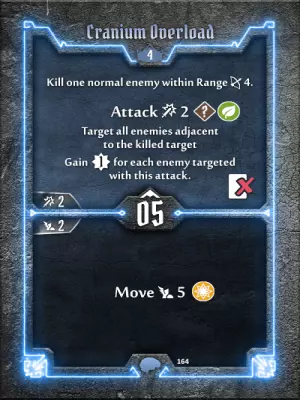 Cranium Overload
4
Kill one normal enemy within Range 4.
Attack 2 ?
Target all enemies adjacent
to the killed target
Gain 1 for each enemy targeted
with this attack.
2
05
2
Move 5
164